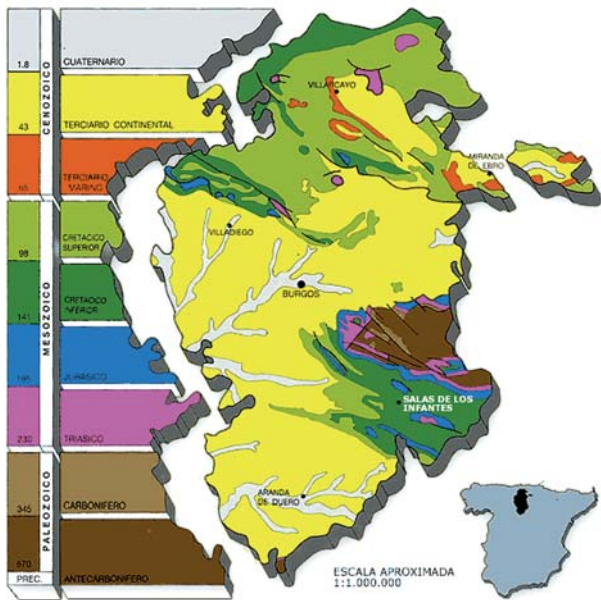 1.8
CENOZOICO
CUATERNARIO
43
TERCIARIO CONTINENTAL
65
TERCIARIO
MARINO
98
MESOZOICO
CRETACICO
SUPERIOR
141
CRETACICO
INFERIOR
195
JURASICO
230
TRIASICO
345
PALEOZOICO
CARBONIFERO
570
PREC.
ANTECARBONIFERO
VILLARCAYO
MIRANDA
DE EBRO
VILLADIEGO
BURGOS
SALAS DE LOS
INFANTES
ARANDA
DE DUERO
ESCALA APROXIMADA
1:1.000.000